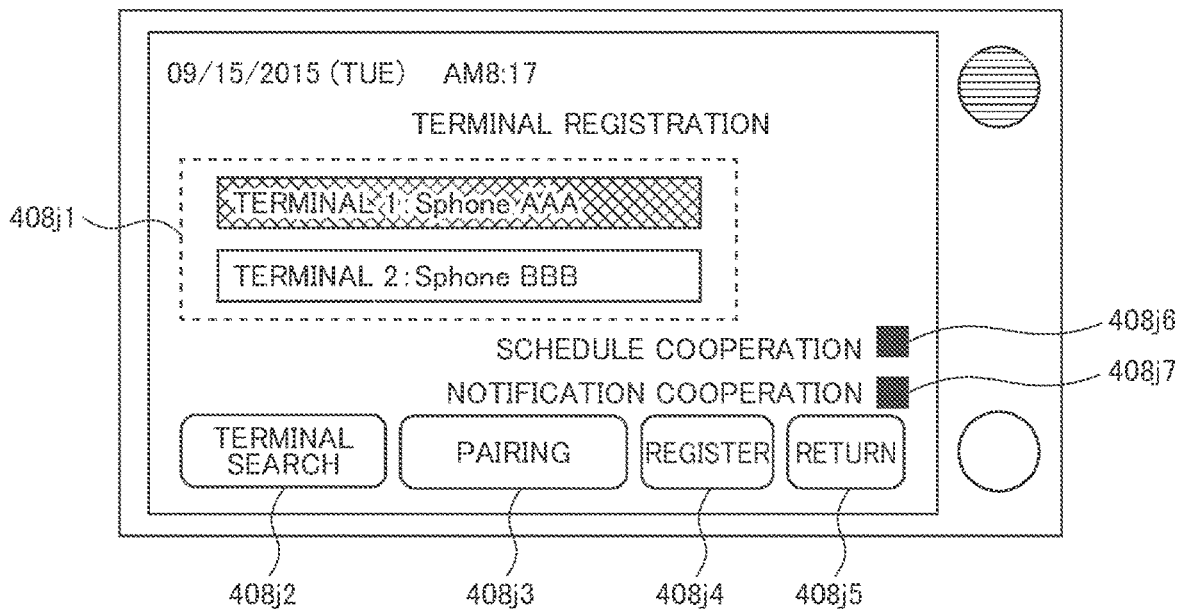 09/15/2015 (TUE) AM8:17
TERMINAL REGISTRATION
TERMINAL 1: Sphone AAA
408j1
TERMINAL 2: Sphone BBB
SCHEDULE COOPERATION
408j6
NOTIFICATION COOPERATION
408j7
TERMINAL
SEARCH
PAIRING
REGISTER
RETURN
408j2
408j3
408j4
408j5